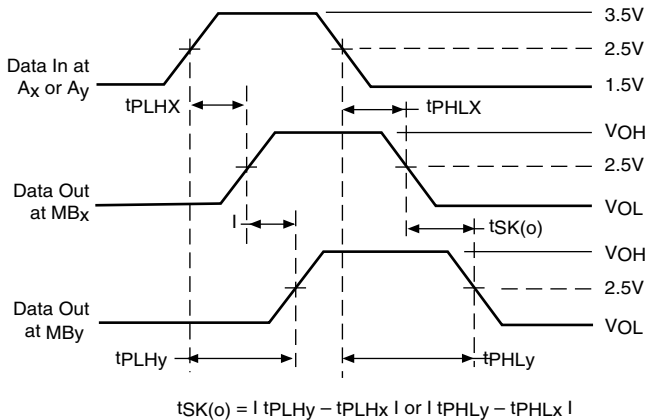 3.5V
2.5V
1.5V
Data In at
Ax or Ay
tPLHX
tPHLX
VOH
2.5V
VOL
Data Out
at MBx
I
tSK(o)
VOH
2.5V
VOL
Data Out
at MBy
tPLHy
tPHLy
tSK(o) = I tPLHy – tPLHx I or I tPHLy – tPHLx I